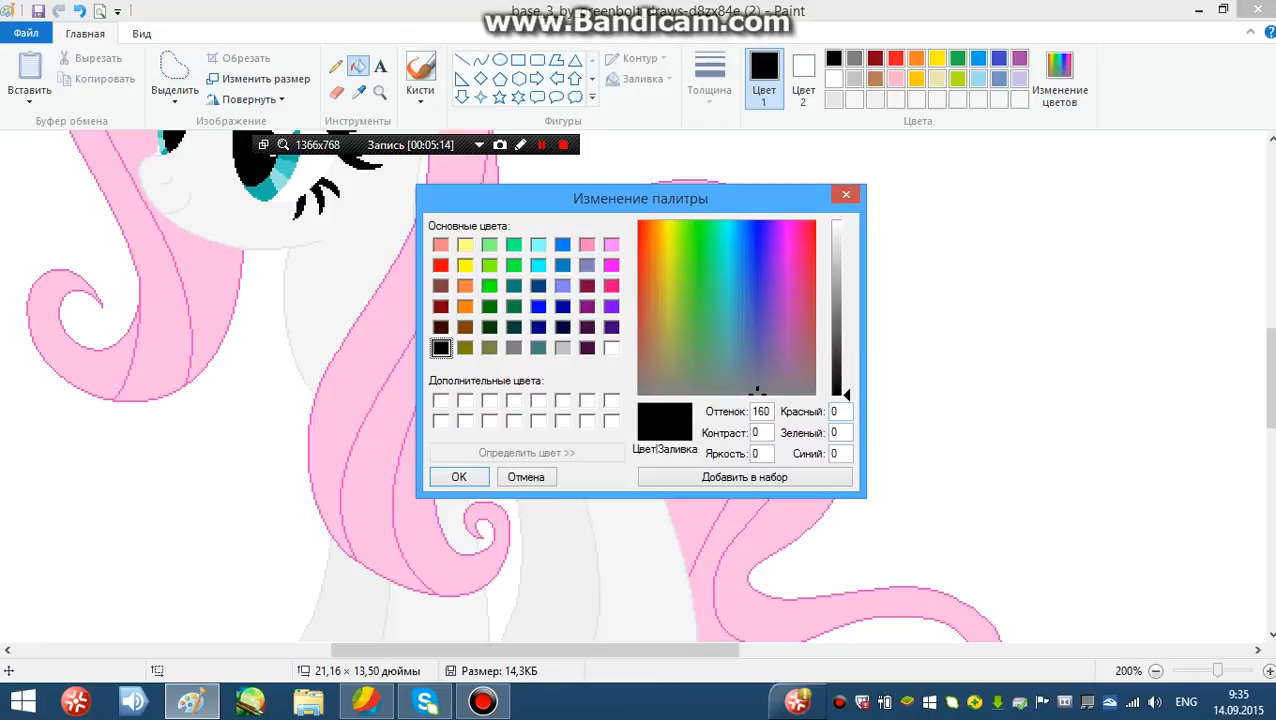 base_3_by_greenbolt_draws-d8zx84e (2) - Paint
www.Bandicam.com
Файл
Главная
Вид
Вставить
Вырезать
Копировать
Буфер обмена
Выделить
Обрезать
Изменить размер
Повернуть
Изображение
Инструменты
Кисти
Контур
Заливка
Фигуры
Толщина
Цвет
1
Цвет
2
Изменение
цветов
Цвета
1366x768
Запись [00:05:14]
Изменение палитры
Основные цвета:
Дополнительные цвета:
Определить цвет >>
OK
Отмена
Цвет|Заливка
Оттенок: 160
Контраст: 0
Яркость: 0
Красный: 0
Зеленый: 0
Синий: 0
Добавить в набор
21,16 × 13,50 дюймы
Размер: 14,3КБ
200%
ENG
9:35
14.09.2015